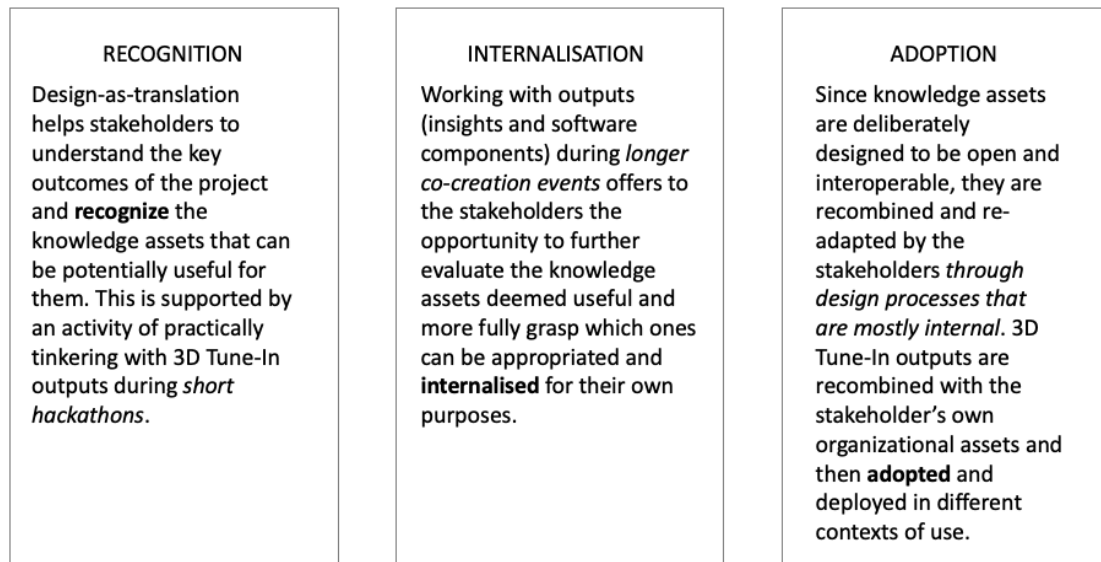 RECOGNITION
Design-as-translation
helps stakeholders to
understand the key
outcomes of the project
and recognize the
knowledge assets that can
be potentially useful for
them. This is supported by
an activity of practically
tinkering with 3D Tune-In
outputs during short
hackathons.
INTERNALISATION
Working with outputs
(insights and software
components) during longer
co-creation events offers to
the stakeholders the
opportunity to further
evaluate the knowledge
assets deemed useful and
more fully grasp which ones
can be appropriated and
internalised for their own
purposes.
ADOPTION
Since knowledge assets
are deliberately
designed to be open and
interoperable, they are
recombined and re-
adapted by the
stakeholders through
design processes that
are mostly internal. 3D
Tune-In outputs are
recombined with the
stakeholder’s own
organizational assets and
then adopted and
deployed in different
contexts of use.